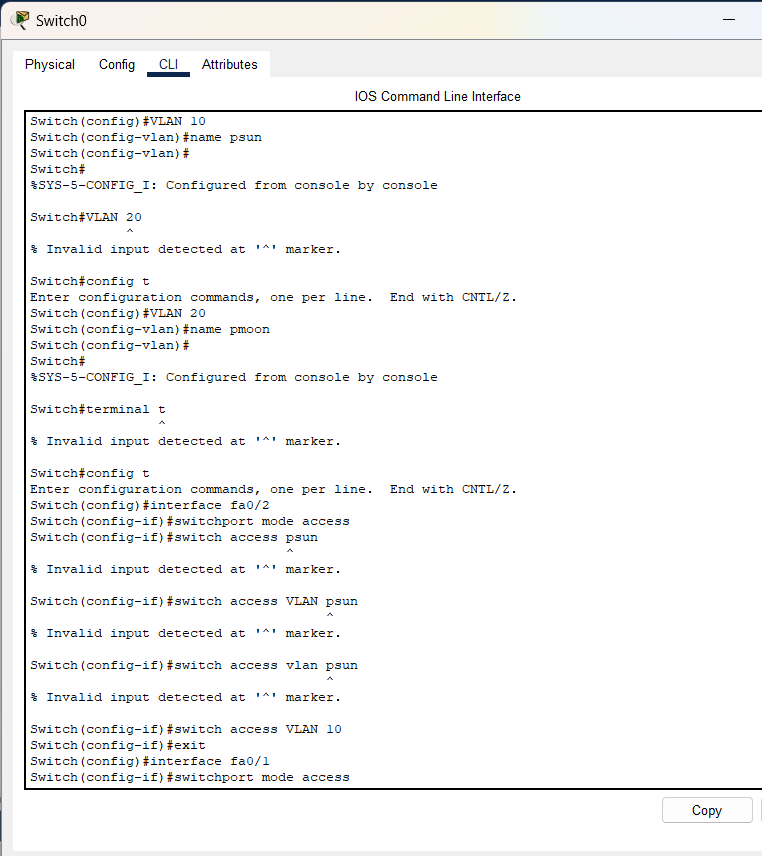 Switch0
Physical Config CLI Attributes
IOS Command Line Interface
Switch(config)#VLAN 10
Switch(config-vlan)#name psun
Switch(config-vlan)#
Switch#
%SYS-5-CONFIG_I: Configured from console by console
Switch#VLAN 20
^
% Invalid input detected at '^' marker.
Switch#config t
Enter configuration commands, one per line.  End with CNTL/Z.
Switch(config)#VLAN 20
Switch(config-vlan)#name pmoon
Switch(config-vlan)#
Switch#
%SYS-5-CONFIG_I: Configured from console by console
Switch#terminal t
^
% Invalid input detected at '^' marker.
Switch#config t
Enter configuration commands, one per line.  End with CNTL/Z.
Switch(config)#interface fa0/2
Switch(config-if)#switchport mode access
Switch(config-if)#switch access psun
^
% Invalid input detected at '^' marker.
Switch(config-if)#switch access VLAN psun
^
% Invalid input detected at '^' marker.
Switch(config-if)#switch access vlan psun
^
% Invalid input detected at '^' marker.
Switch(config-if)#switch access VLAN 10
Switch(config-if)#exit
Switch(config)#interface fa0/1
Switch(config-if)#switchport mode access
Copy